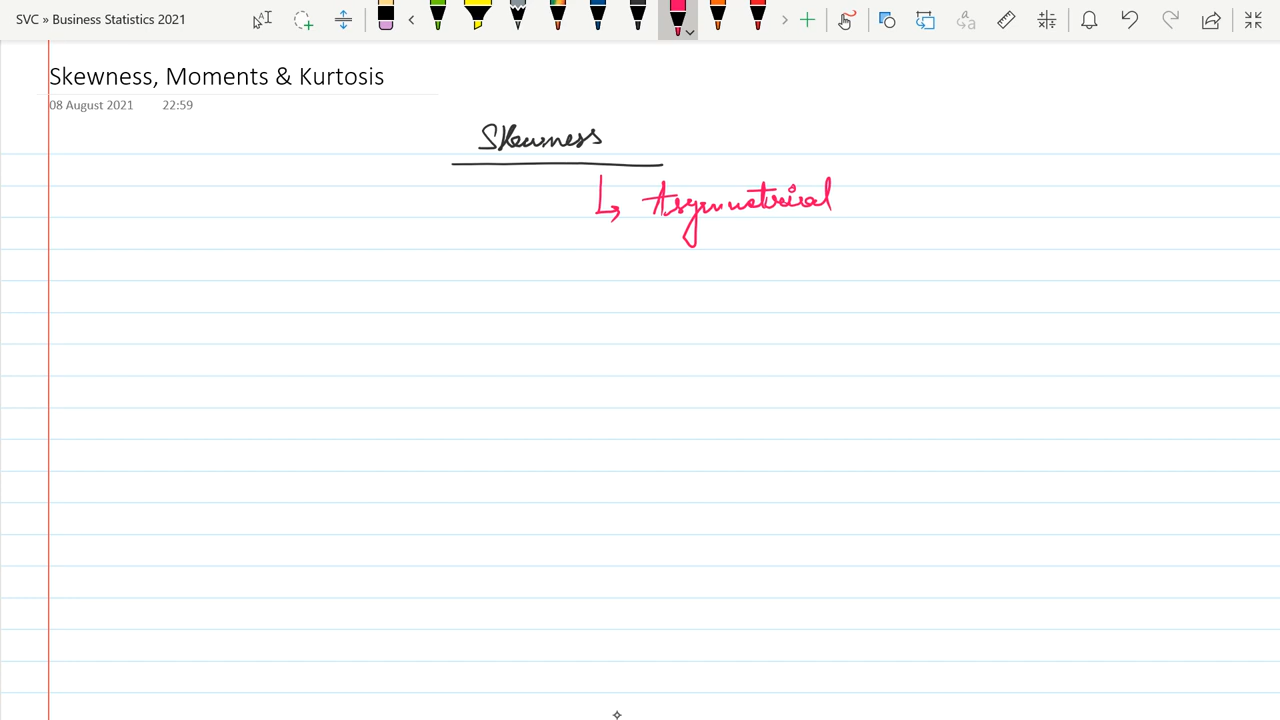 SVC » Business Statistics 2021
Skewness, Moments & Kurtosis
08 August 2021 22:59
Skewness
↳ Asymmetrical